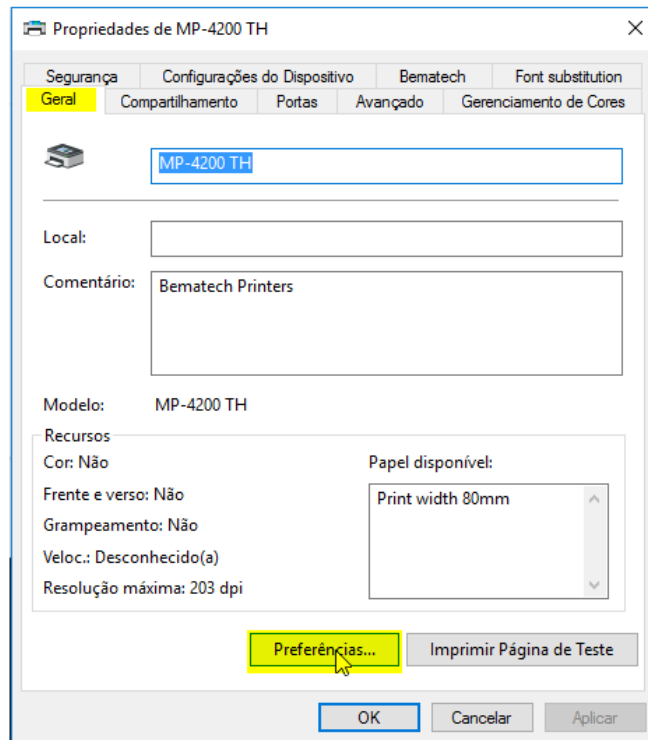 Propriedades de MP-4200 TH
Segurança Configurações do Dispositivo Bematech Font substitution
Geral Compartilhamento Portas Avançado Gerenciamento de Cores
MP-4200 TH
Local:
Comentário: Bematech Printers
Modelo: MP-4200 TH
Recursos
Cor: Não Papel disponível:
Frente e verso: Não Print width 80mm
Grampeamento: Não
Veloc.: Desconhecido(a)
Resolução máxima: 203 dpi
Preferências... Imprimir Página de Teste
OK Cancelar Aplicar